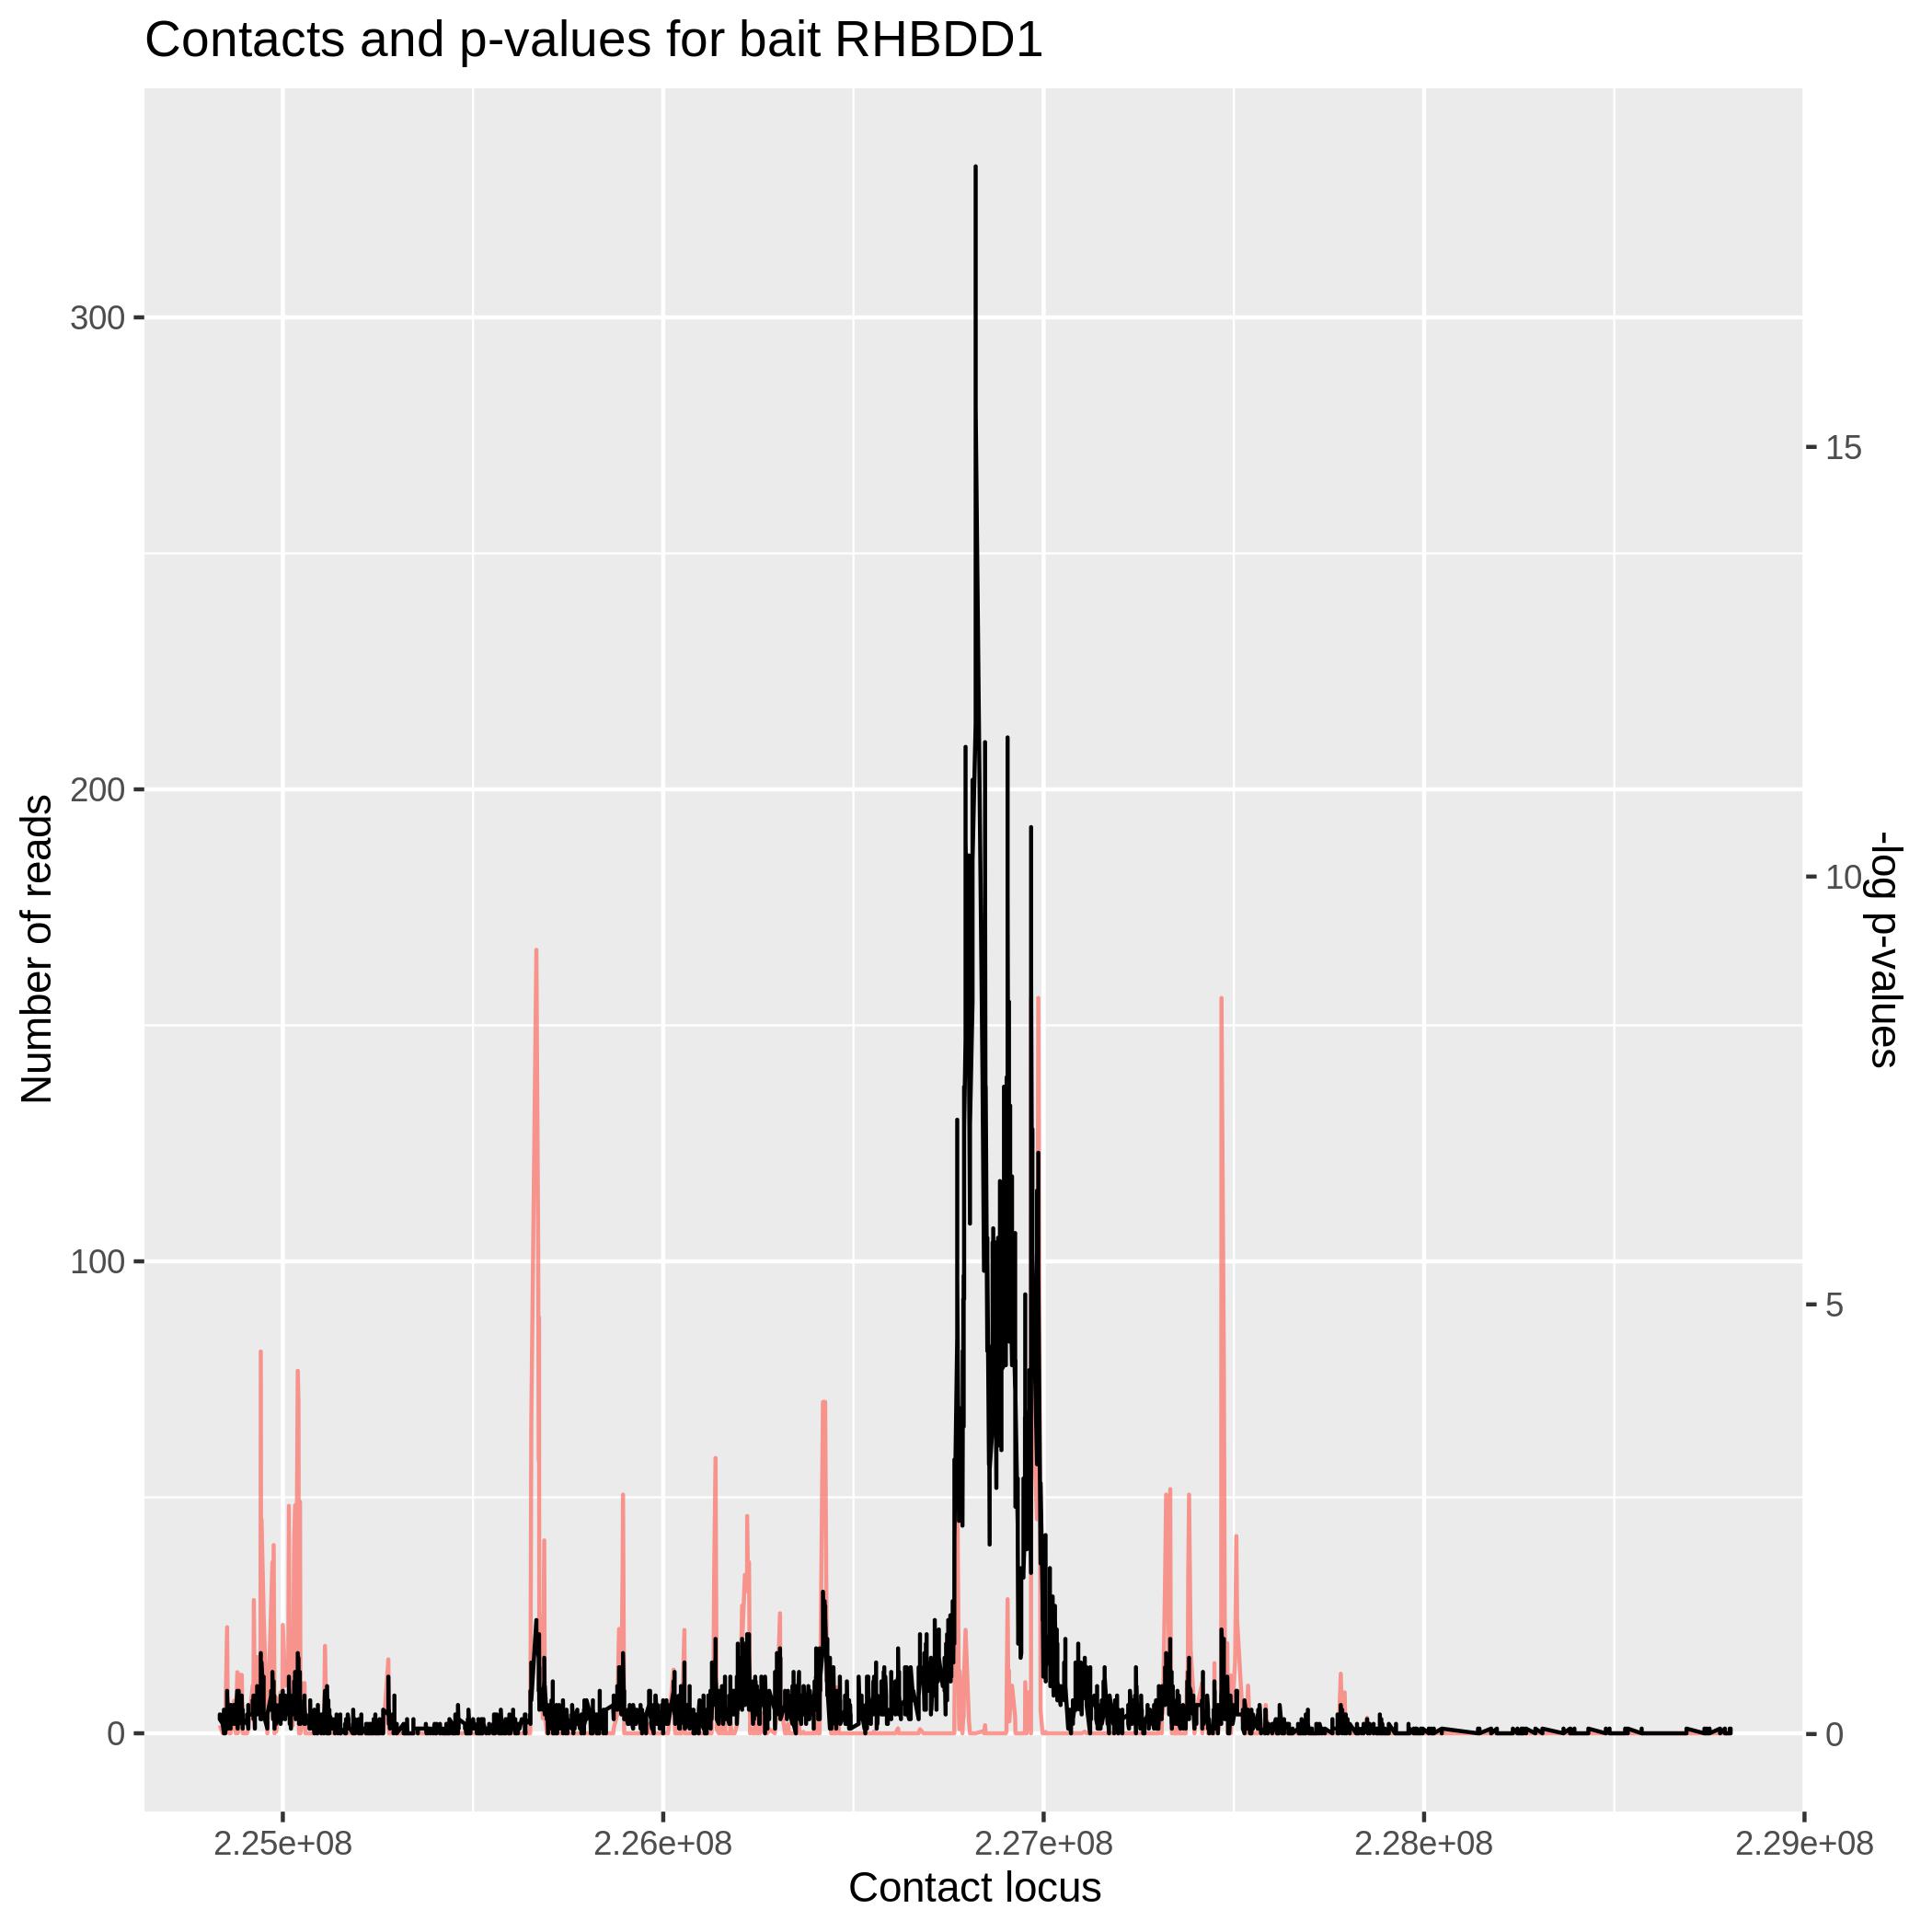 Contacts and p-values for bait RHBDD1
300
200
100
0
15
10
5
0
Number of reads
-log p-values
2.25e+08
2.26e+08
2.27e+08
2.28e+08
2.29e+08
Contact locus